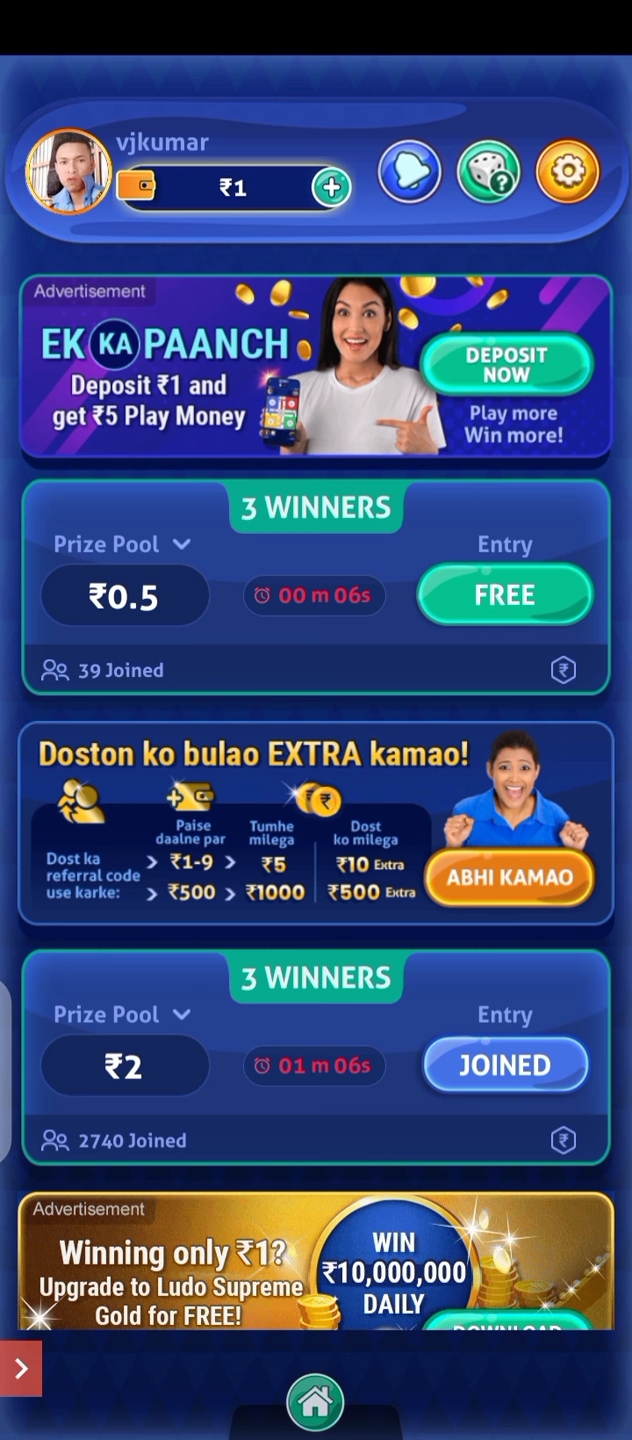 vjkumar
₹1
Advertisement
EK KA PAANCH
Deposit ₹1 and
get ₹5 Play Money
DEPOSIT
NOW
Play more
Win more!
3 WINNERS
Prize Pool
Entry
₹0.5
00 m 06s
FREE
39 Joined
₹
Doston ko bulao EXTRA kamao!
Paise
daalne par
Tumhe
milega
Dost
ko milega
Dost ka
referral code
use karke:
₹1-9
₹5
₹10 Extra
₹500
₹1000
₹500 Extra
ABHI KAMAO
3 WINNERS
Prize Pool
Entry
₹2
01 m 06s
JOINED
2740 Joined
₹
Advertisement
Winning only ₹1?
Upgrade to Ludo Supreme
Gold for FREE!
WIN
₹10,000,000
DAILY
DOWNLOAD